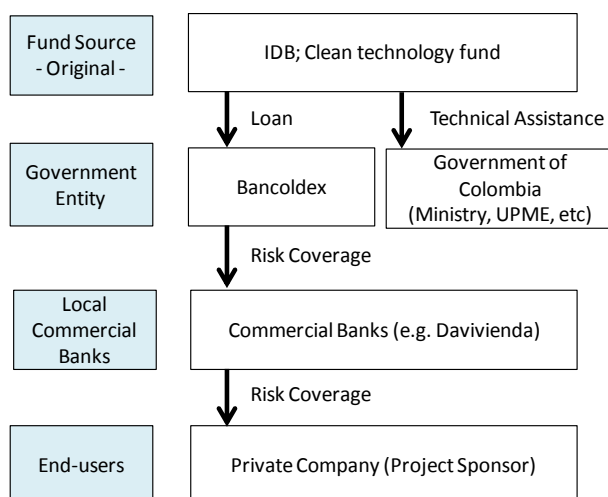 Fund Source
- Original -
IDB; Clean technology fund
Loan
Technical Assistance
Government
Entity
Bancoldex
Government of
Colombia
(Ministry, UPME, etc)
Risk Coverage
Local
Commercial
Banks
Commercial Banks (e.g. Davivienda)
Risk Coverage
End-users
Private Company (Project Sponsor)